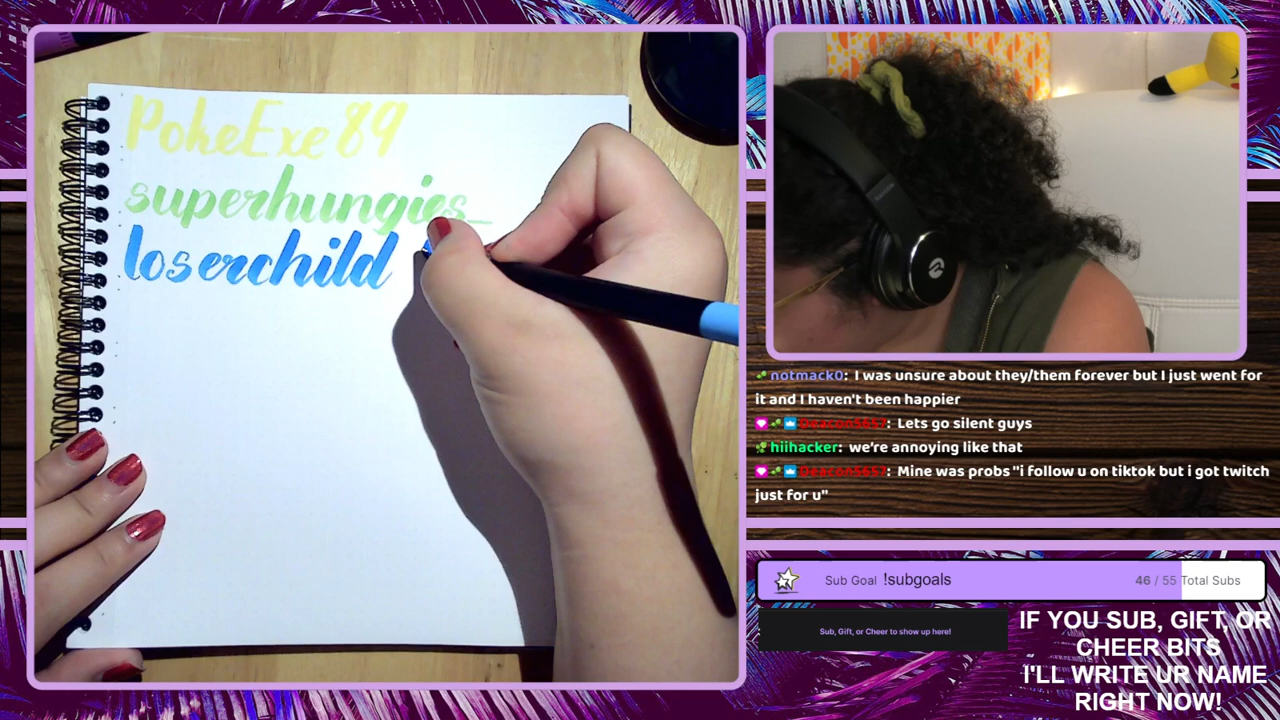 PokeExe89
superhungies_
loserchild
notmack0: I was unsure about they/them forever but I just went for
it and I haven't been happier
Deacon5657: Lets go silent guys
hiihacker: we're annoying like that
Deacon5657: Mine was probs "i follow u on tiktok but i got twitch
just for u"
Sub Goal !subgoals 46 / 55 Total Subs
Sub, Gift, or Cheer to show up here!
IF YOU SUB, GIFT, OR
CHEER BITS
I'LL WRITE UR NAME
RIGHT NOW!